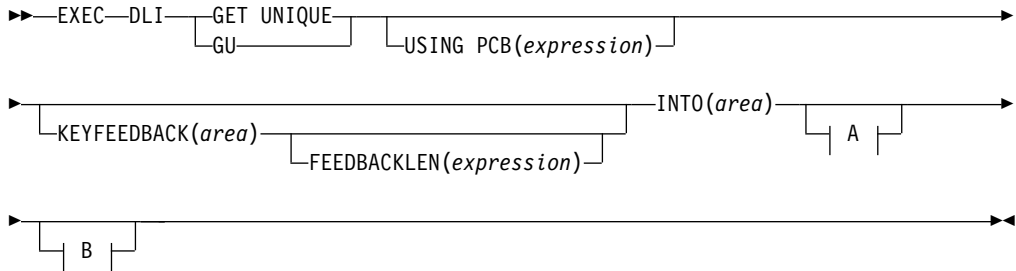 EXEC DLI GET UNIQUE
GU
USING PCB(expression)
INTO(area)
KEYFEEDBACK(area)
A
FEEDBACKLEN(expression)
B